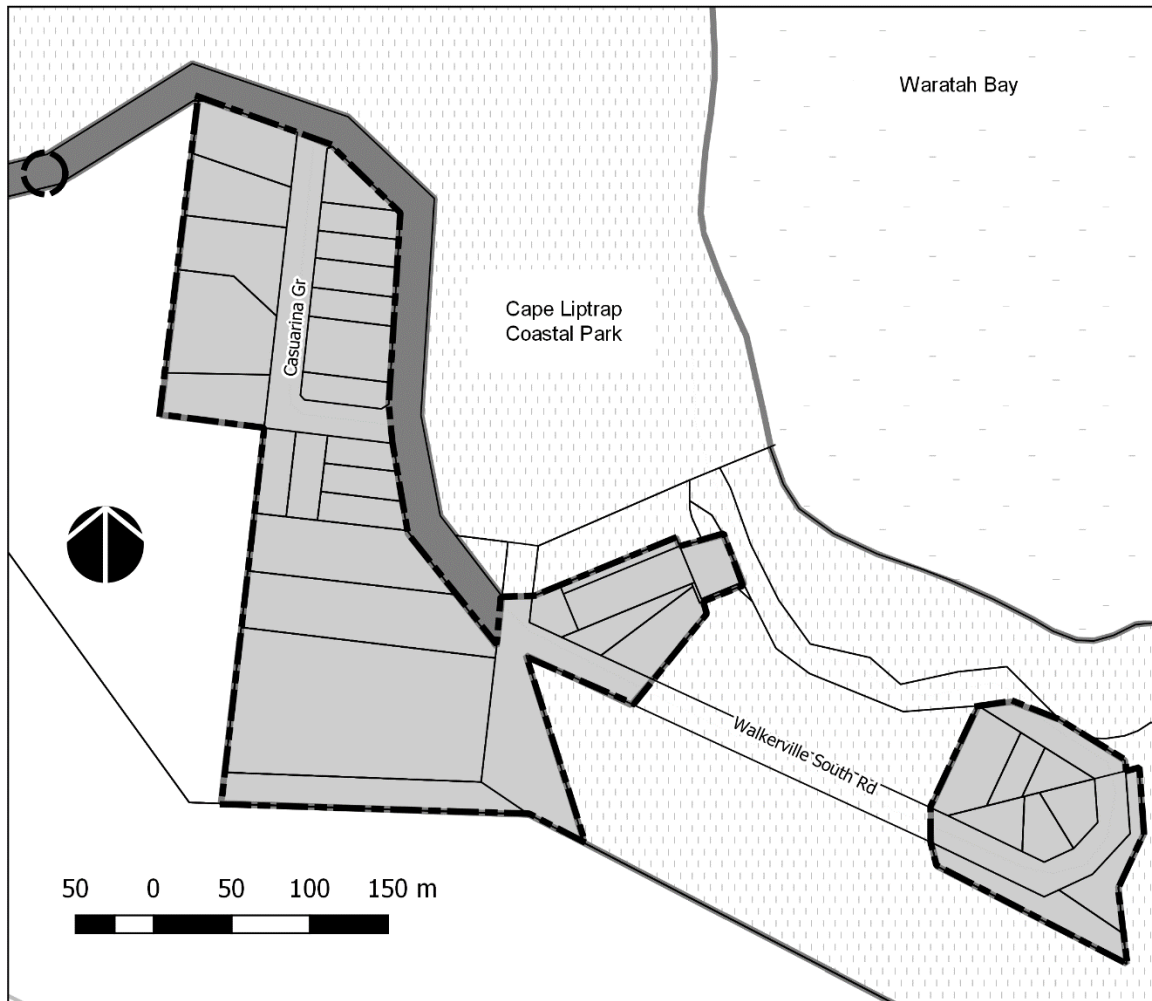 Waratah Bay
Cape Liptrap
Coastal Park
Casuarina Gr
Walkerville South Rd
50 0 50 100 150 m